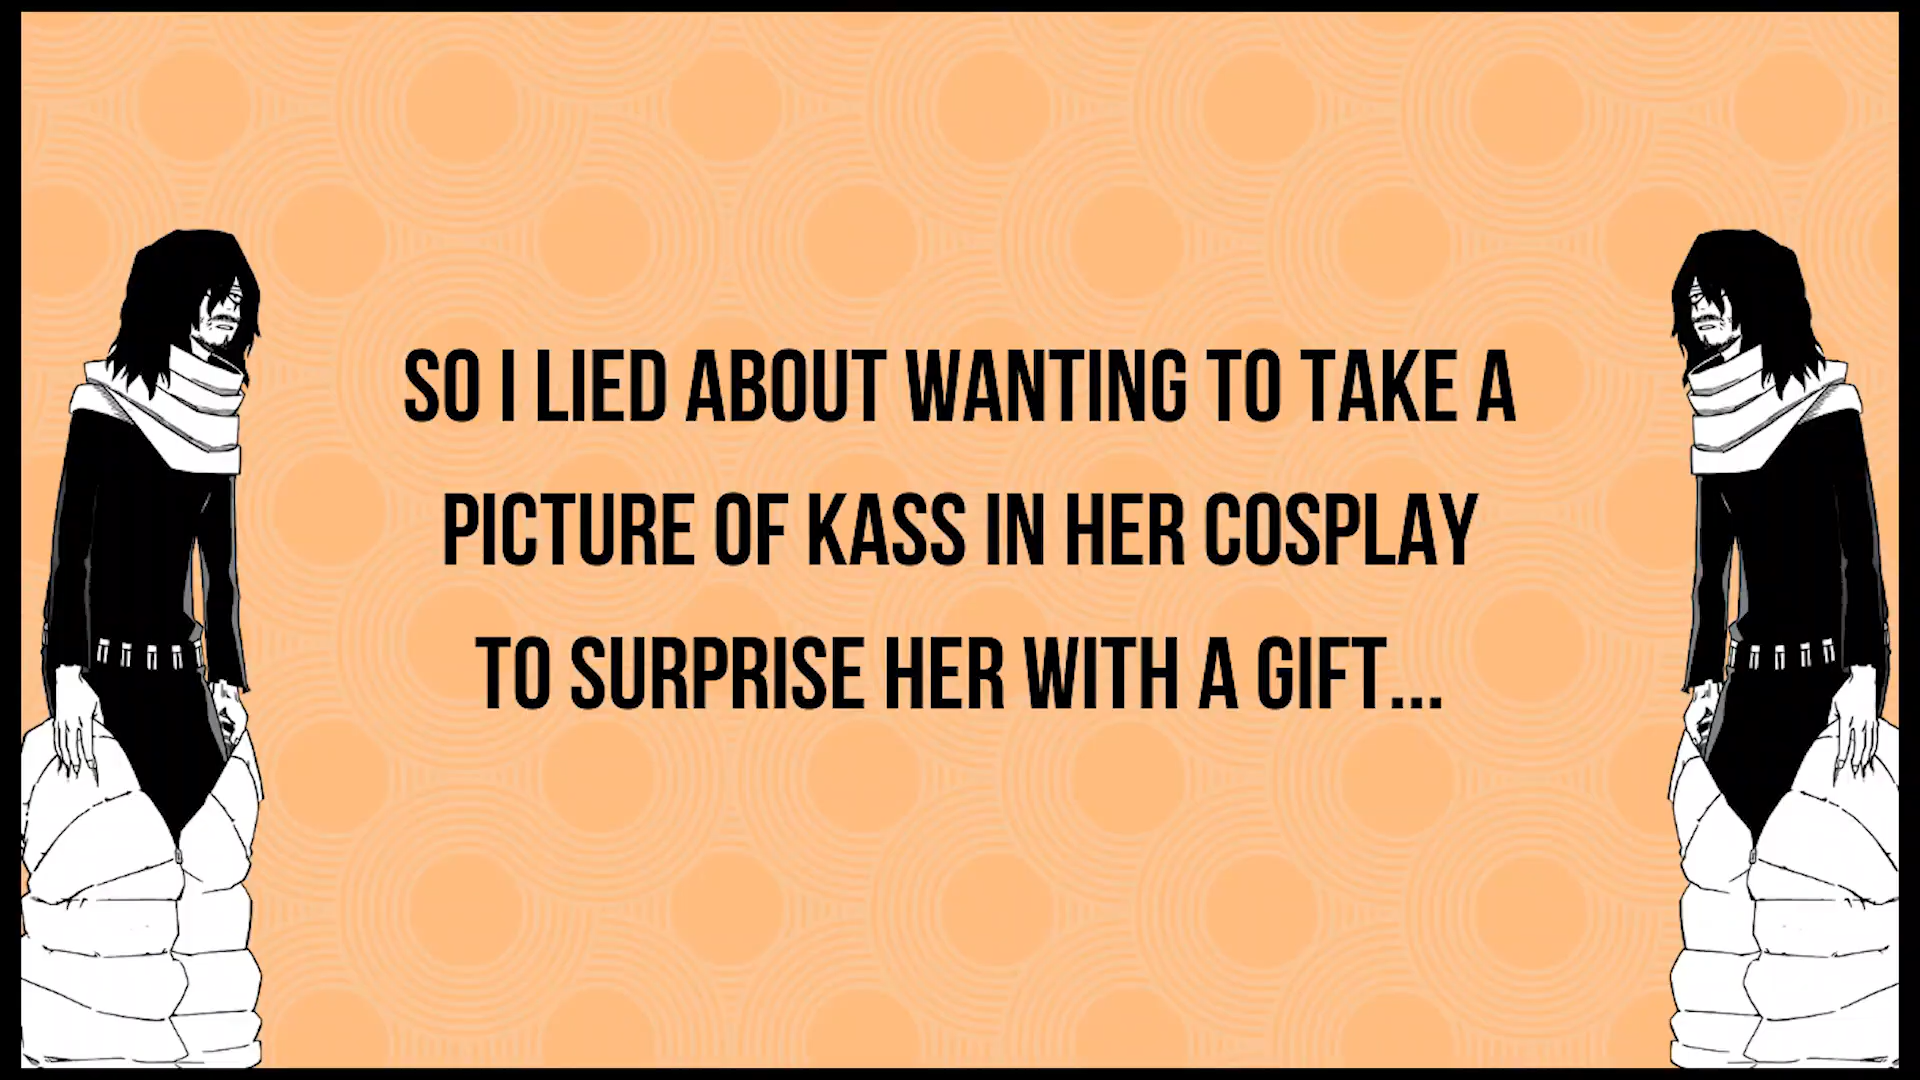 SO I LIED ABOUT WANTING TO TAKE A
PICTURE OF KASS IN HER COSPLAY
TO SURPRISE HER WITH A GIFT...